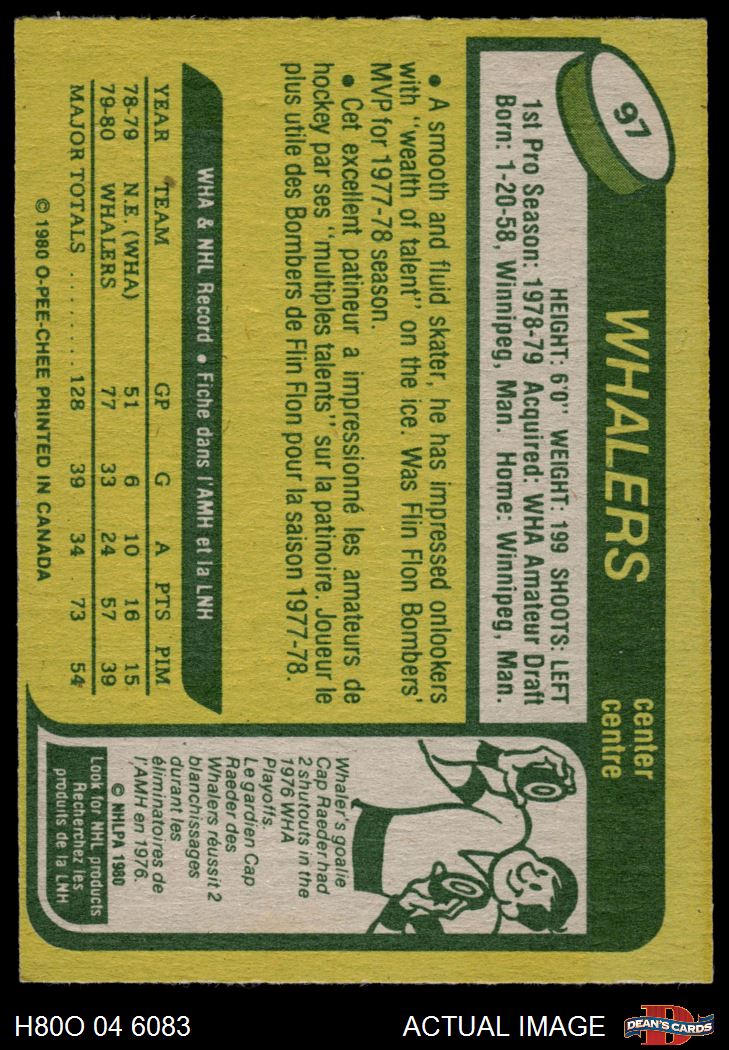 97
WHALERS
center
centre
HEIGHT: 6'0" WEIGHT: 199 SHOOTS: LEFT
1st Pro Season: 1978-79 Acquired: WHA Amateur Draft
Born: 1-20-58, Winnipeg, Man. Home: Winnipeg, Man.
• A smooth and fluid skater, he has impressed onlookers
with "wealth of talent" on the ice. Was Flin Flon Bombers'
MVP for 1977-78 season.
• Cet excellent patineur a impressionné les amateurs de
hockey par ses "multiples talents" sur la patinoire. Joueur le
plus utile des Bombers de Flin Flon pour la saison 1977-78.
WHA & NHL Record • Fiche dans l'AMH et la LNH
YEAR TEAM GP G A PTS PIM
78-79 N.E. (WHA) 51 6 10 16 15
79-80 WHALERS 77 33 24 57 39
MAJOR TOTALS ......... 128 39 34 73 54
© 1980 O-PEE-CHEE PRINTED IN CANADA
Whaler's goalie
Cap Raeder had
2 shutouts in the
1976 WHA
Playoffs.
Le gardien Cap
Raeder des
Whalers réussit 2
blanchissages
durant les
éliminatoires de
l'AMH en 1976.
© NHLPA 1980
Look for NHL products
Recherchez les
produits de la LNH
H80O 04 6083
ACTUAL IMAGE
DEAN'S CARDS